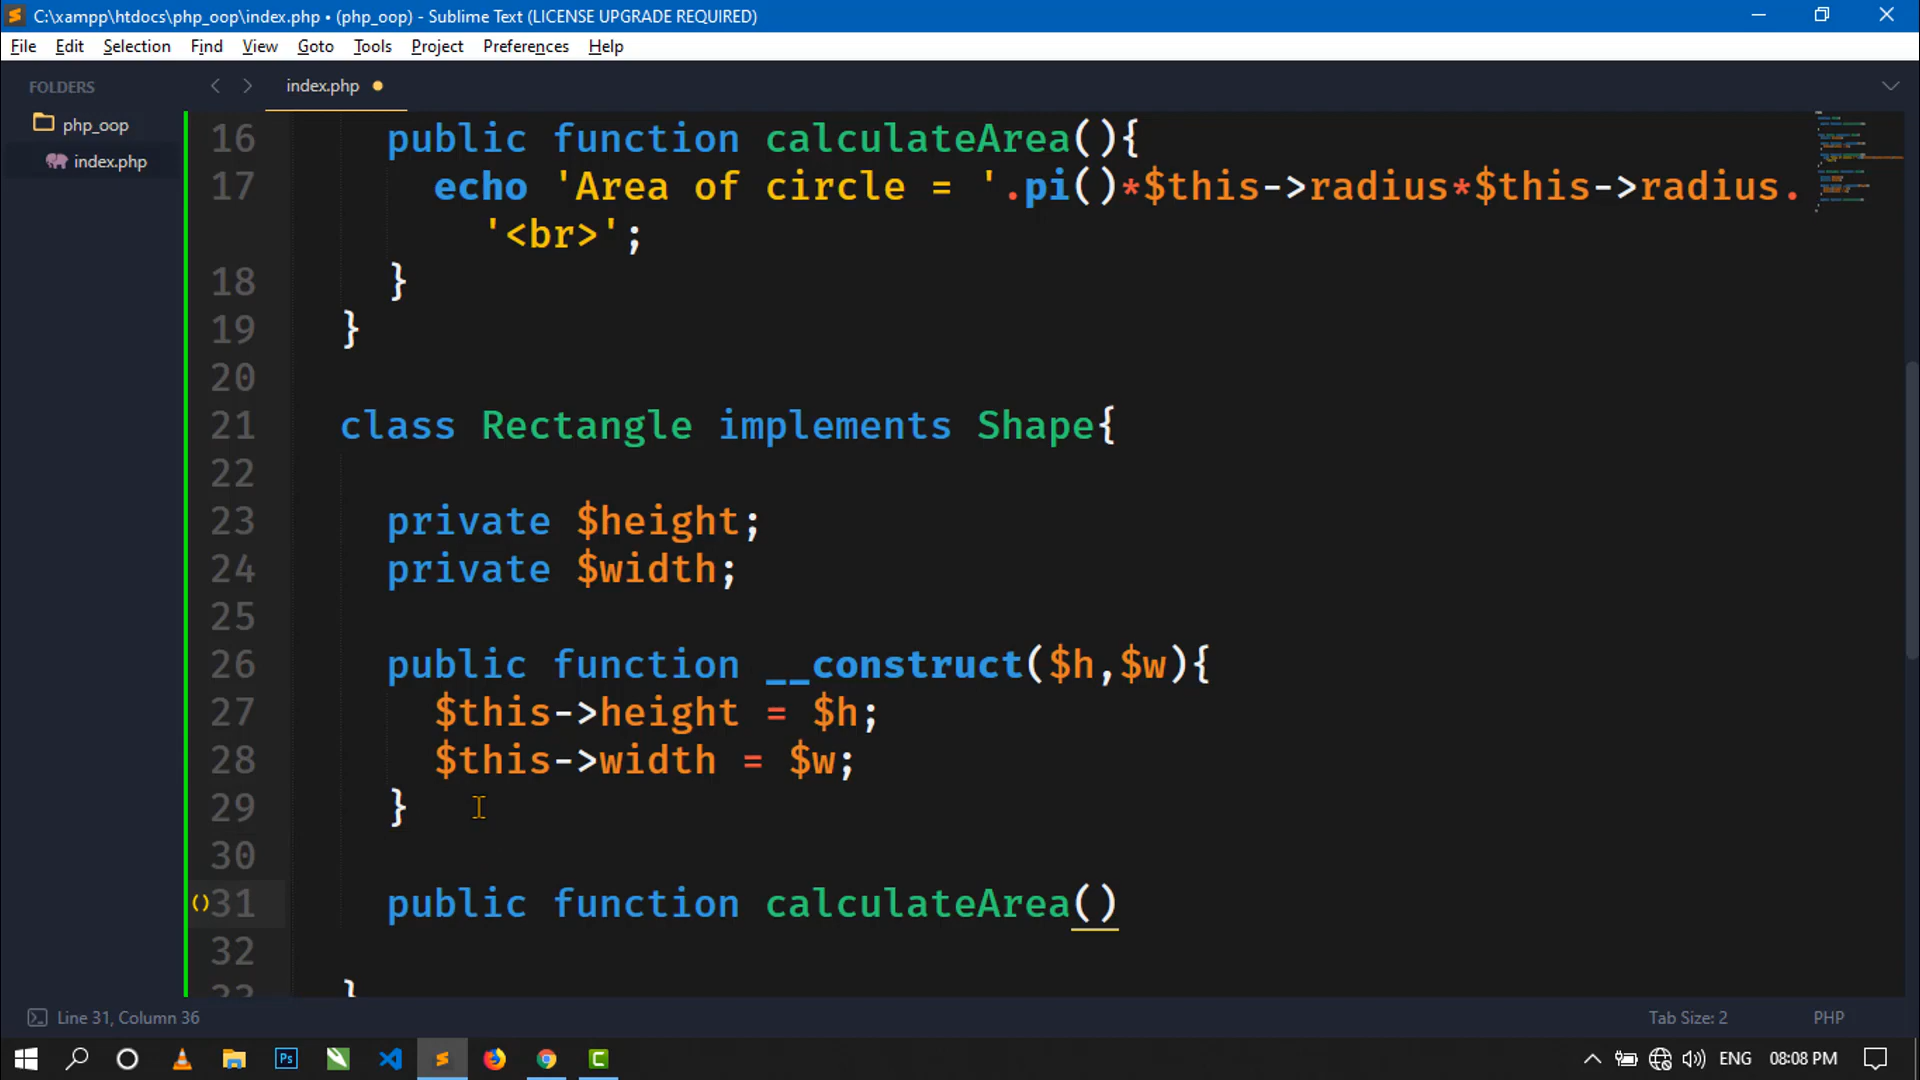 C:\xampp\htdocs\php_oop\index.php • (php_oop) - Sublime Text (LICENSE UPGRADE REQUIRED)
File Edit Selection Find View Goto Tools Project Preferences Help
FOLDERS
php_oop
index.php
index.php
16 public function calculateArea(){
17 echo 'Area of circle = '.pi()*$this->radius*$this->radius.
'<br>';
18 }
19 }
20
21 class Rectangle implements Shape{
22
23 private $height;
24 private $width;
25
26 public function __construct($h,$w){
27 $this->height = $h;
28 $this->width = $w;
29 }
30
31 public function calculateArea()
32
33 }
Line 31, Column 36
Tab Size: 2
PHP
Ps
C
ENG
08:08 PM